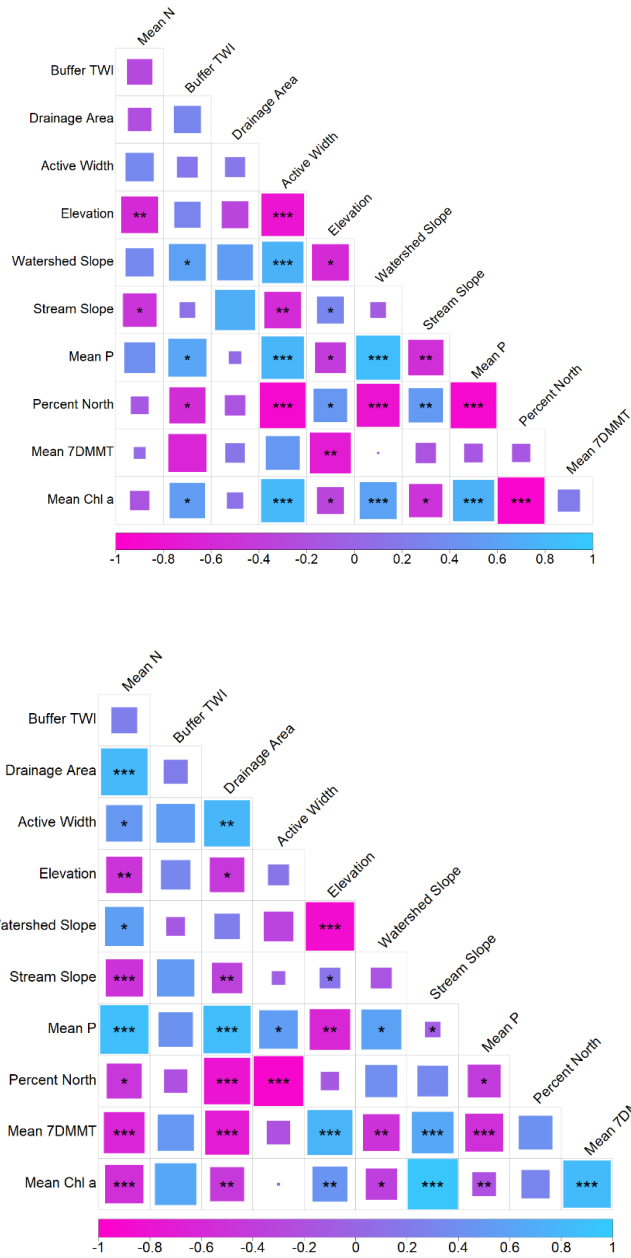 Mean N
Buffer TWI
Buffer TWI
Drainage Area
Drainage Area
Active Width
Active Width
Elevation ** ***
Elevation
Watershed Slope * *** *
Watershed Slope
Stream Slope * ** *
Stream Slope
Mean P * *** * *** **
Mean P
Percent North * *** * *** ** ***
Percent North
Mean 7DMMT **
Mean 7DMMT
Mean Chl a * *** * *** * *** ***
-1 -0.8 -0.6 -0.4 -0.2 0 0.2 0.4 0.6 0.8 1
Mean N
Buffer TWI
Buffer TWI
Drainage Area ***
Drainage Area
Active Width * **
Active Width
Elevation ** *
Elevation
atershed Slope * ***
Watershed Slope
Stream Slope *** ** *
Stream Slope
Mean P *** *** * ** * *
Mean P
Percent North * *** *** *
Percent North
Mean 7DMMT *** *** *** ** *** ***
Mean 7DM
Mean Chl a *** ** ** * *** ** ***
-1 -0.8 -0.6 -0.4 -0.2 0 0.2 0.4 0.6 0.8 1